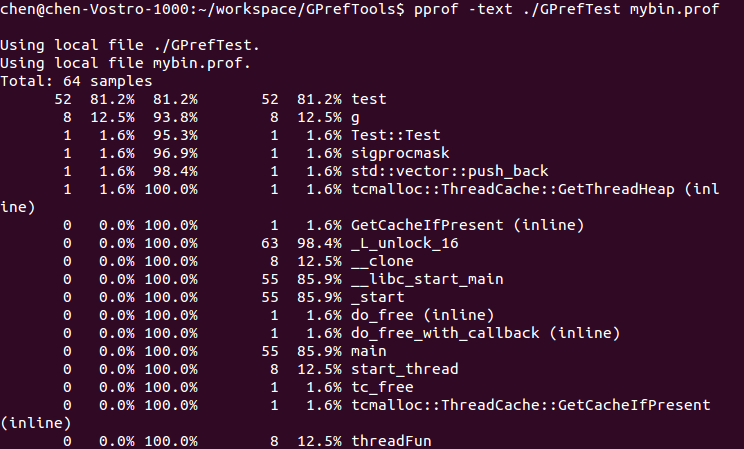 chen@chen-Vostro-1000:~/workspace/GPrefTools$ pprof -text ./GPrefTest mybin.prof
Using local file ./GPrefTest.
Using local file mybin.prof.
Total: 64 samples
52 81.2% 81.2% 52 81.2% test
8 12.5% 93.8% 8 12.5% g
1 1.6% 95.3% 1 1.6% Test::Test
1 1.6% 96.9% 1 1.6% sigprocmask
1 1.6% 98.4% 1 1.6% std::vector::push_back
1 1.6% 100.0% 1 1.6% tcmalloc::ThreadCache::GetThreadHeap (inl
ine)
0 0.0% 100.0% 1 1.6% GetCacheIfPresent (inline)
0 0.0% 100.0% 63 98.4% _L_unlock_16
0 0.0% 100.0% 8 12.5% __clone
0 0.0% 100.0% 55 85.9% __libc_start_main
0 0.0% 100.0% 55 85.9% _start
0 0.0% 100.0% 1 1.6% do_free (inline)
0 0.0% 100.0% 1 1.6% do_free_with_callback (inline)
0 0.0% 100.0% 55 85.9% main
0 0.0% 100.0% 8 12.5% start_thread
0 0.0% 100.0% 1 1.6% tc_free
0 0.0% 100.0% 1 1.6% tcmalloc::ThreadCache::GetCacheIfPresent
(inline)
0 0.0% 100.0% 8 12.5% threadFun